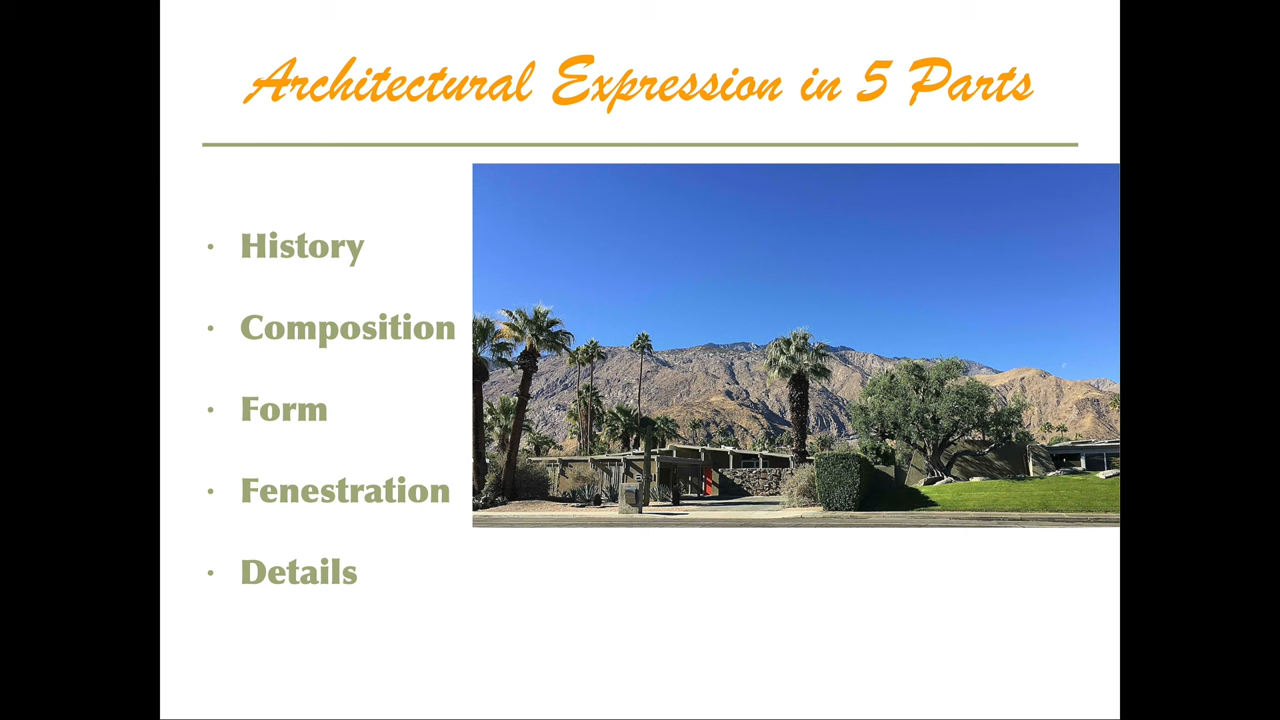 Architectural Expression in 5 Parts
• History
• Composition
• Form
• Fenestration
• Details